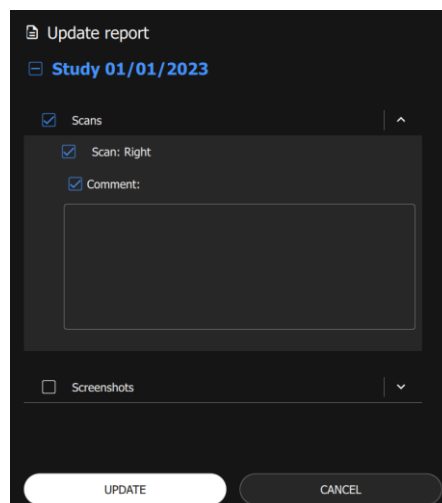 Update report
Study 01/01/2023
Scans
Scan: Right
Comment:
Screenshots
UPDATE
CANCEL